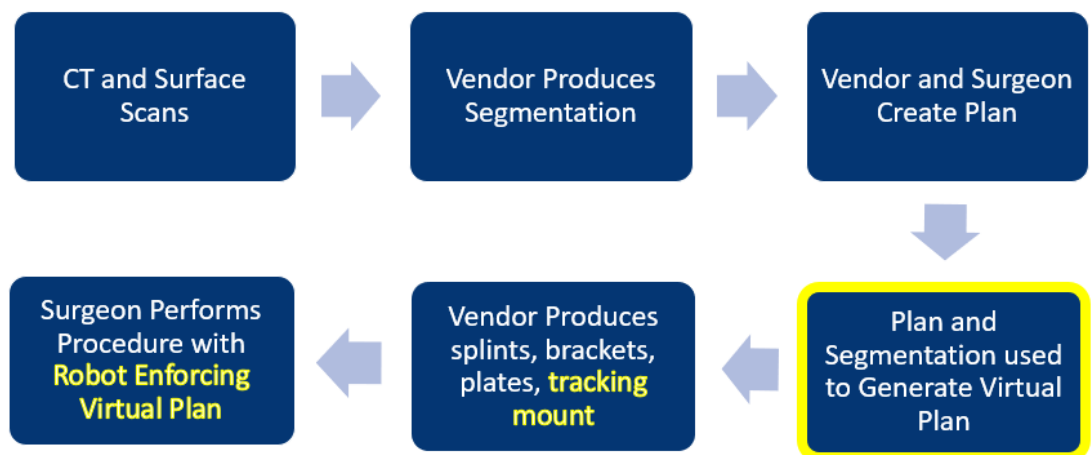 CT and Surface
Scans
Vendor Produces
Segmentation
Vendor and Surgeon
Create Plan
Plan and
Segmentation used
to Generate Virtual
Plan
Vendor Produces
splints, brackets,
plates, tracking
mount
Surgeon Performs
Procedure with
Robot Enforcing
Virtual Plan